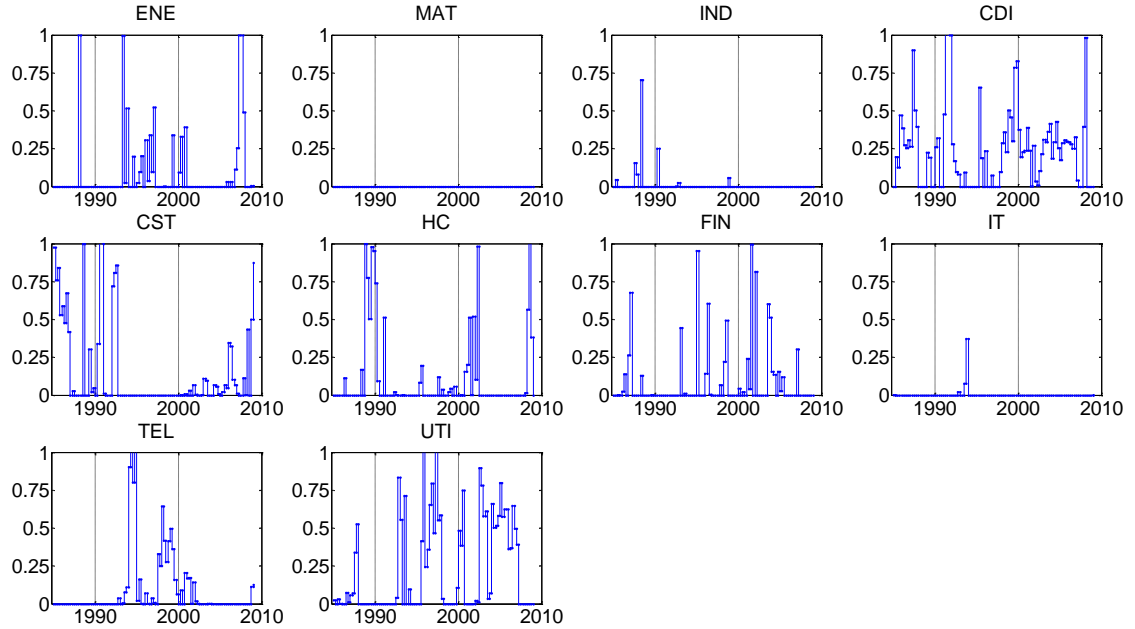 ENE MAT IND CDI
1 1 1 1
0.75 0.75 0.75 0.75
0.5 0.5 0.5 0.5
0.25 0.25 0.25 0.25
0 0 0 0
1990 2000 2010 1990 2000 2010 1990 2000 2010 1990 2000 2010
CST HC FIN IT
1 1 1 1
0.75 0.75 0.75 0.75
0.5 0.5 0.5 0.5
0.25 0.25 0.25 0.25
0 0 0 0
1990 2000 2010 1990 2000 2010 1990 2000 2010 1990 2000 2010
TEL UTI
1 1
0.75 0.75
0.5 0.5
0.25 0.25
0 0
1990 2000 2010 1990 2000 2010